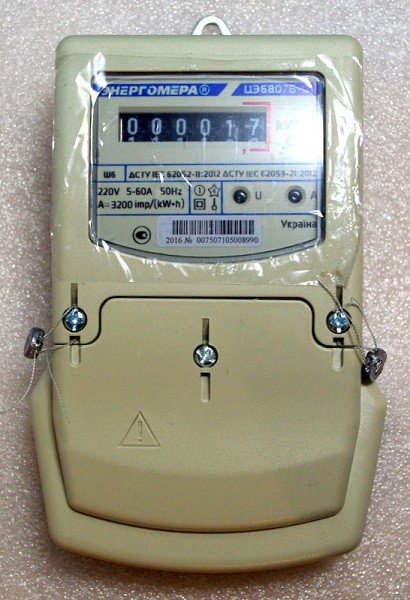 ЭНЕРГОМЕРА®
ЦЭ6807Б
000017
Ш6 ДСТУ IEC 62052-11:2012 ДСТУ IEC 62053-21:2012
220V 5-60A 50Hz
A=3200 imp/(kW•h)
U A
Україна
2016 № 007507105008990